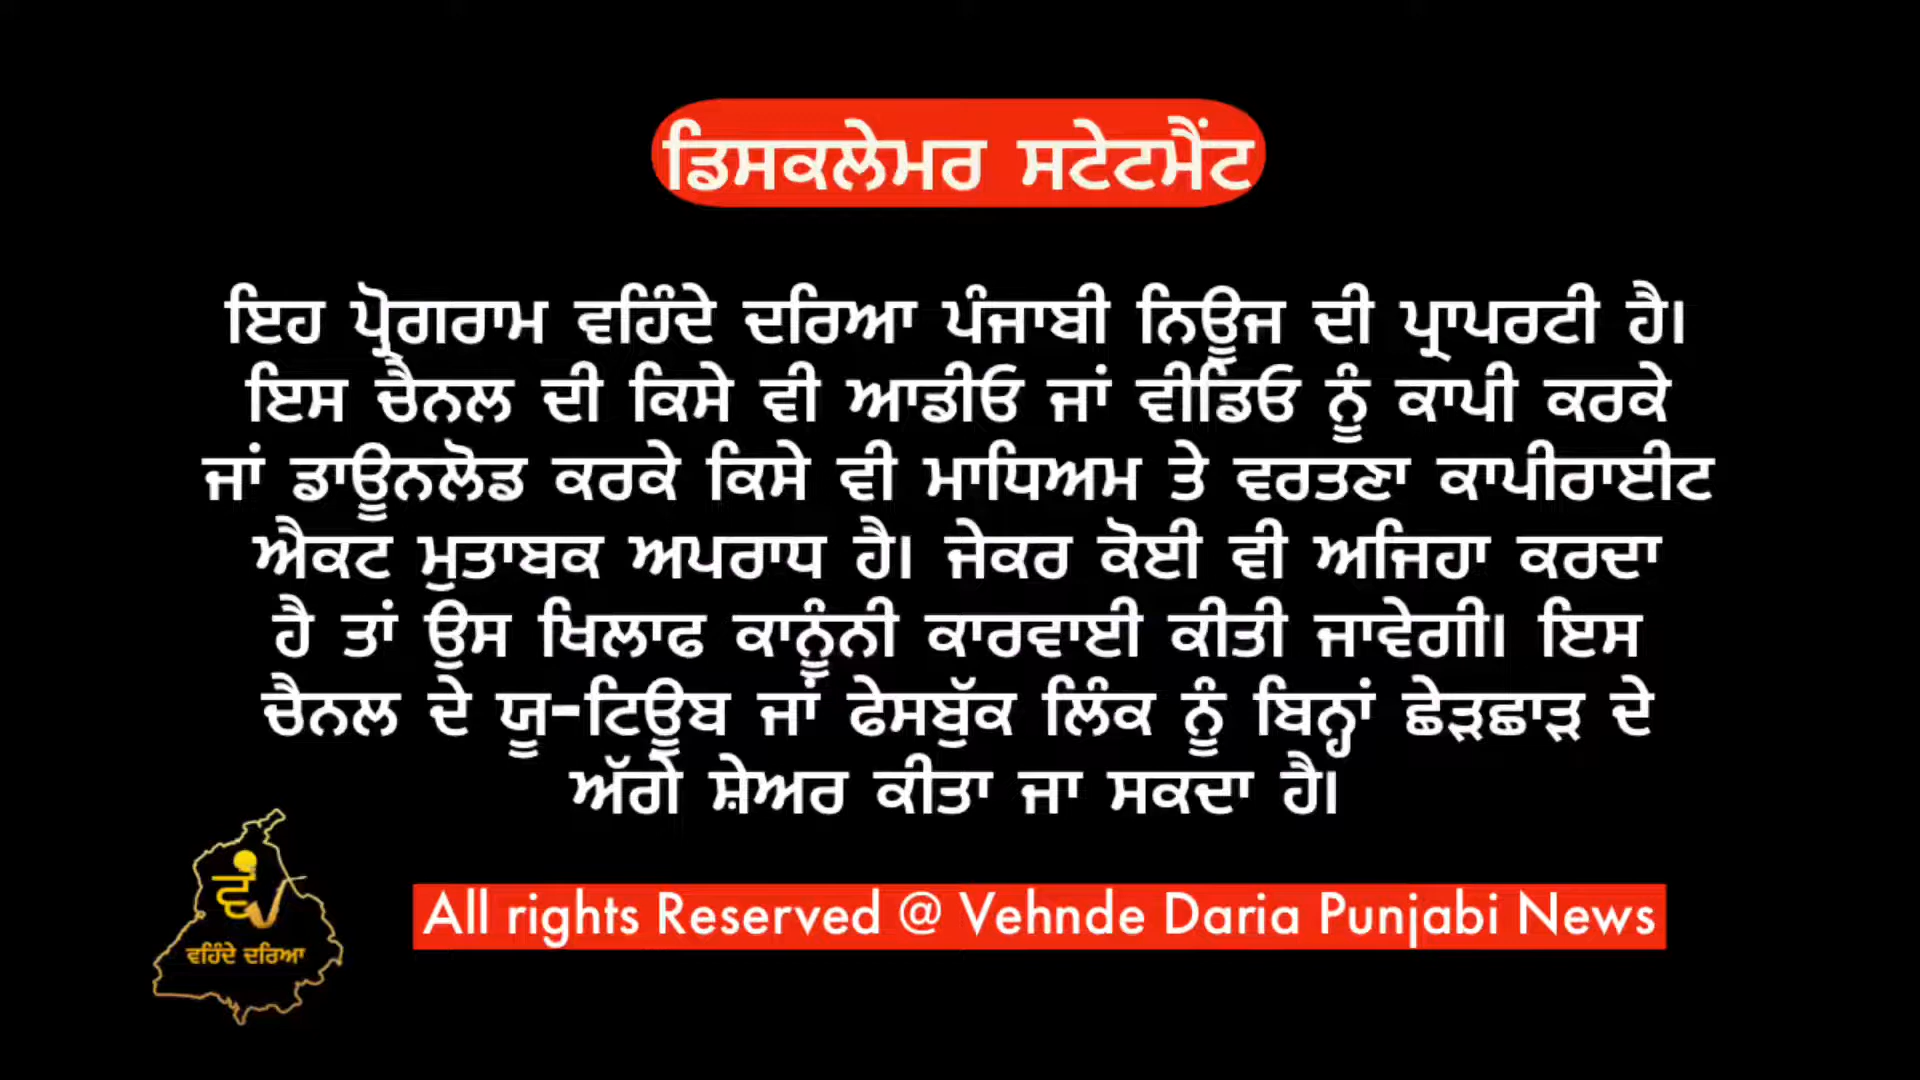 ਡਿਸਕਲੇਮਰ ਸਟੇਟਮੈਂਟ
ਇਹ ਪ੍ਰੋਗਰਾਮ ਵਹਿੰਦੇ ਦਰਿਆ ਪੰਜਾਬੀ ਨਿਊਜ ਦੀ ਪ੍ਰਾਪਰਟੀ ਹੈ।
ਇਸ ਚੈਨਲ ਦੀ ਕਿਸੇ ਵੀ ਆਡੀਓ ਜਾਂ ਵੀਡਿਓ ਨੂੰ ਕਾਪੀ ਕਰਕੇ
ਜਾਂ ਡਾਊਨਲੋਡ ਕਰਕੇ ਕਿਸੇ ਵੀ ਮਾਧਿਅਮ ਤੇ ਵਰਤਣਾ ਕਾਪੀਰਾਈਟ
ਐਕਟ ਮੁਤਾਬਕ ਅਪਰਾਧ ਹੈ। ਜੇਕਰ ਕੋਈ ਵੀ ਅਜਿਹਾ ਕਰਦਾ
ਹੈ ਤਾਂ ਉਸ ਖਿਲਾਫ ਕਾਨੂੰਨੀ ਕਾਰਵਾਈ ਕੀਤੀ ਜਾਵੇਗੀ। ਇਸ
ਚੈਨਲ ਦੇ ਯੂ-ਟਿਊਬ ਜਾਂ ਫੇਸਬੁੱਕ ਲਿੰਕ ਨੂੰ ਬਿਨ੍ਹਾਂ ਛੇੜਛਾੜ ਦੇ
ਅੱਗੇ ਸ਼ੇਅਰ ਕੀਤਾ ਜਾ ਸਕਦਾ ਹੈ।
ਵਹਿੰਦੇ ਦਰਿਆ
All rights Reserved @ Vehnde Daria Punjabi News